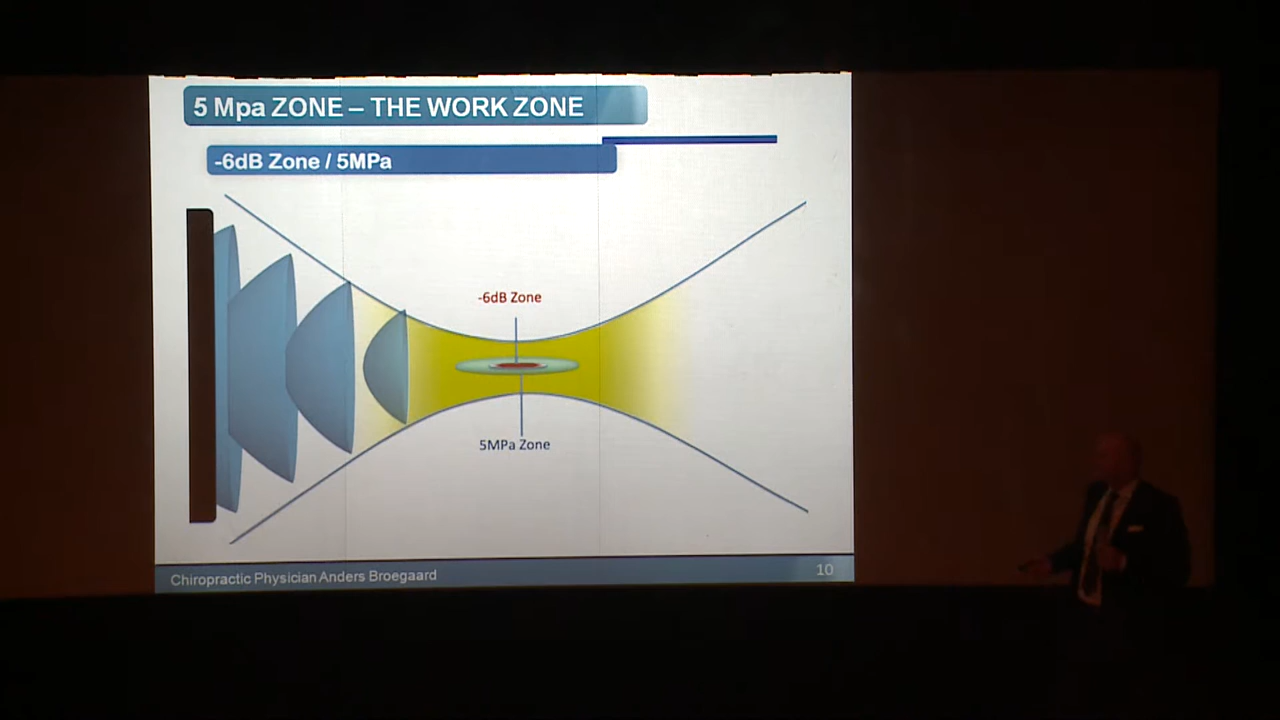 5 Mpa ZONE – THE WORK ZONE
-6dB Zone / 5MPa
-6dB Zone
5MPa Zone
Chiropractic Physician Anders Broegaard
10